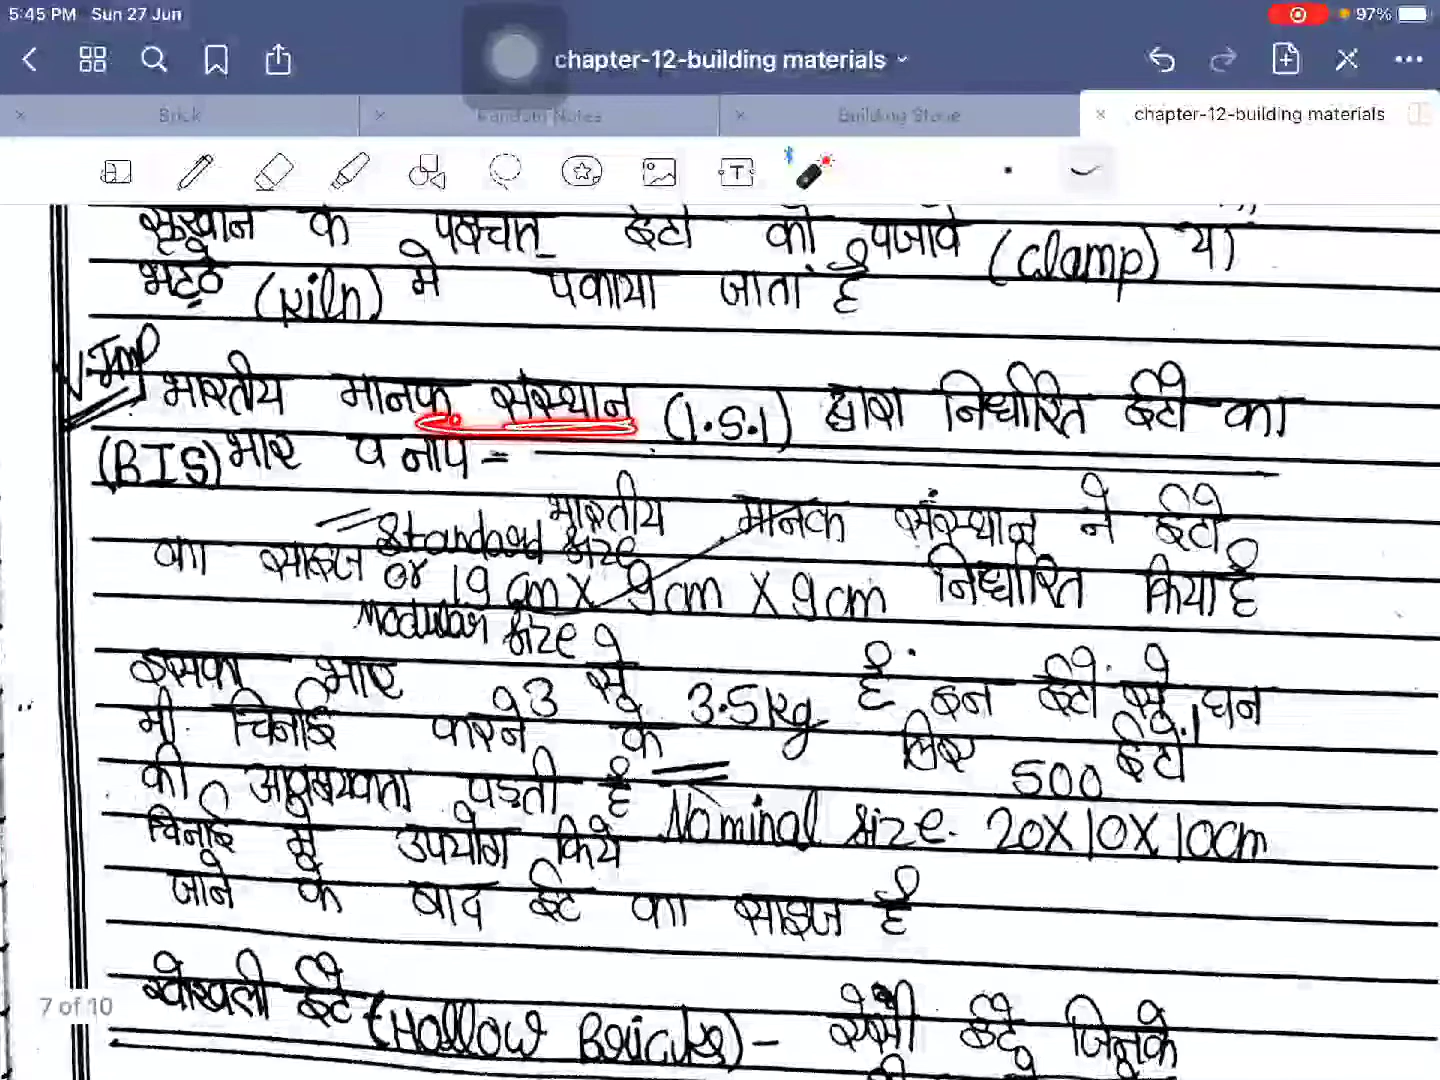 5:45 PM Sun 27 Jun
97%
chapter-12-building materials
Brick
Random Notes
Building Stone
chapter-12-building materials
सुखाने के पश्चात् ईंटों को पजावे (clamp) या
भट्ठे (kiln) मे पकाया जाता है
Imp
भारतीय मानक संस्थान (I.S.I) द्वारा निर्धारित ईंटो का
(BIS) भार व नाप =
भारतीय मानक संस्थान ने ईंटो
का साइज Standard size or Modular size 19 cm X 9 cm X 9 cm निर्धारित किया है
इसका भार 3 से 3.5 kg है इन ईंटो से 1 घन
मी. चिनाई करने के लिए 500 ईंटो
की आवश्यकता पड़ती है Nominal size- 20X10X10cm
चिनाई मे उपयोग किये
जाने के बाद ईंट का साइज है
खोखली ईंटे (Hollow Bricks) - ऐसी ईंटे जिनके
7 of 10